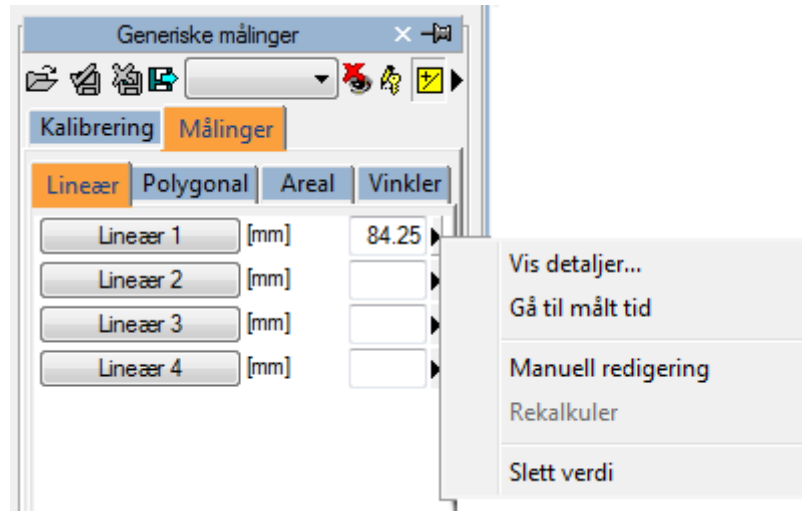 Generiske målinger
Kalibrering Målinger
Lineær Polygonal Areal Vinkler
Lineær 1 [mm] 84.25
Lineær 2 [mm]
Lineær 3 [mm]
Lineær 4 [mm]
Vis detaljer...
Gå til målt tid
Manuell redigering
Rekalkuler
Slett verdi